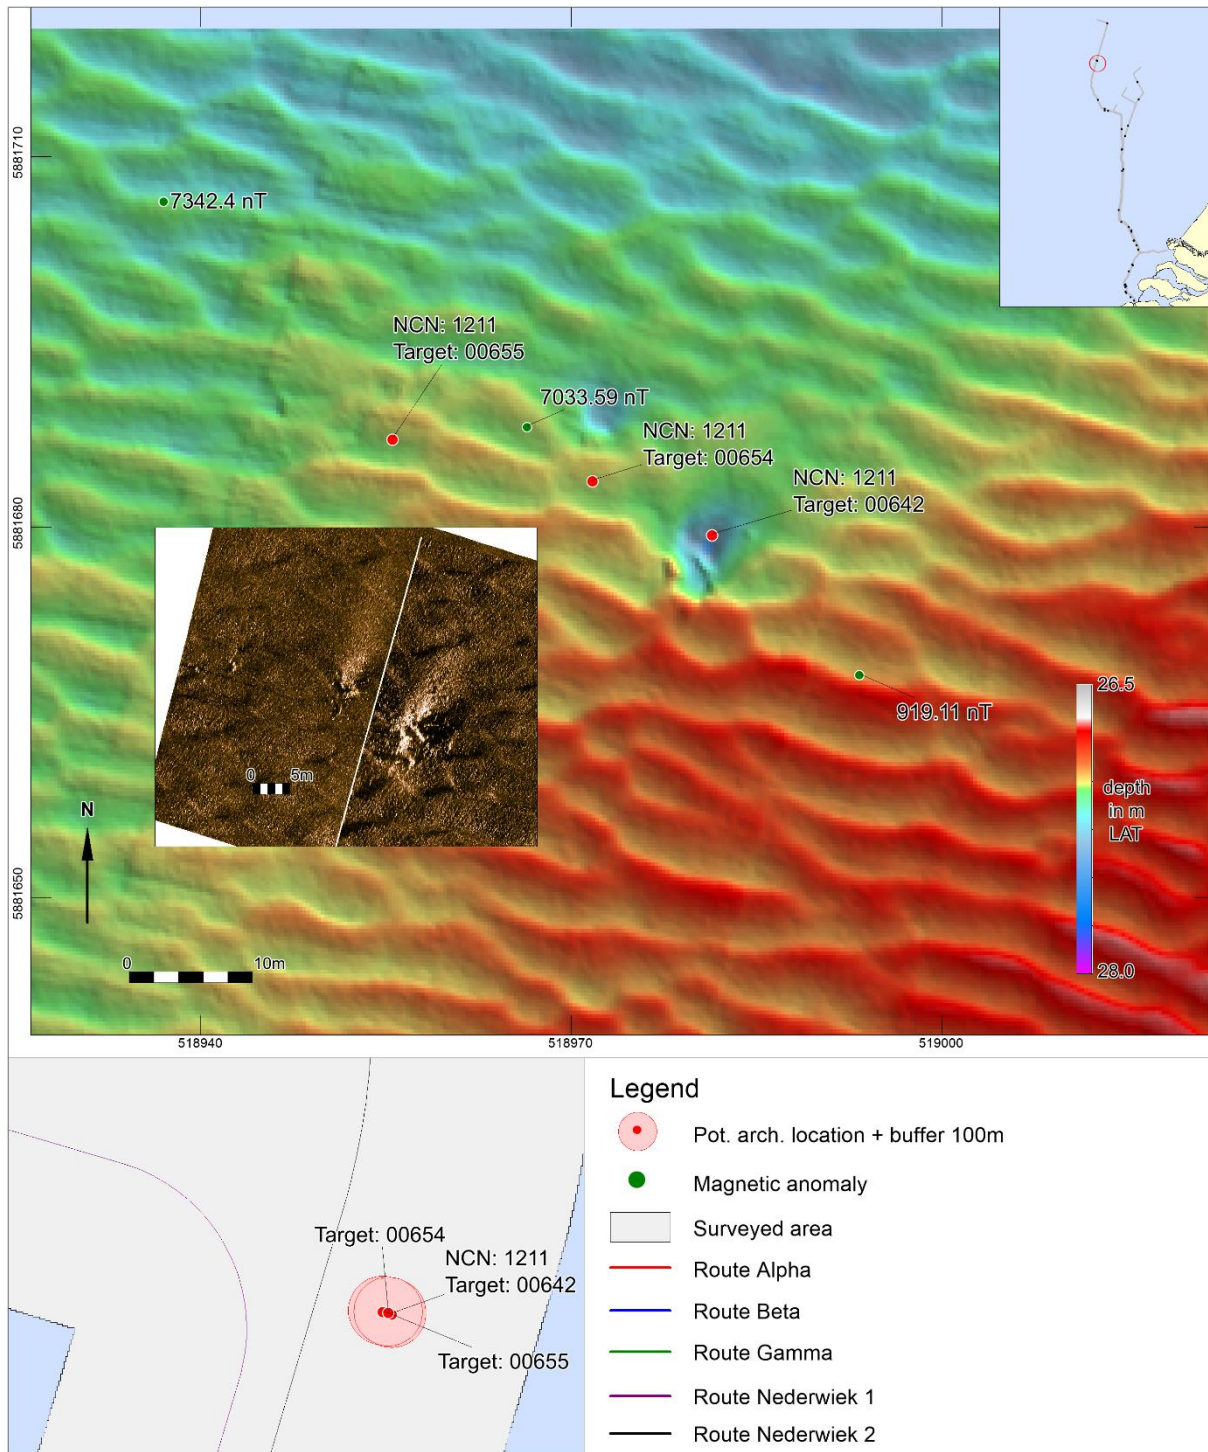 5881710
7342.4 nT
NCN: 1211
Target: 00655
7033.59 nT
NCN: 1211
Target: 00654
NCN: 1211
Target: 00642
5881680
0 5m
919.11 nT
26.5
depth
in m
LAT
28.0
N
5881650
0 10m
518940
518970
519000
Target: 00654
NCN: 1211
Target: 00642
Target: 00655
Legend
Pot. arch. location + buffer 100m
Magnetic anomaly
Surveyed area
Route Alpha
Route Beta
Route Gamma
Route Nederwiek 1
Route Nederwiek 2